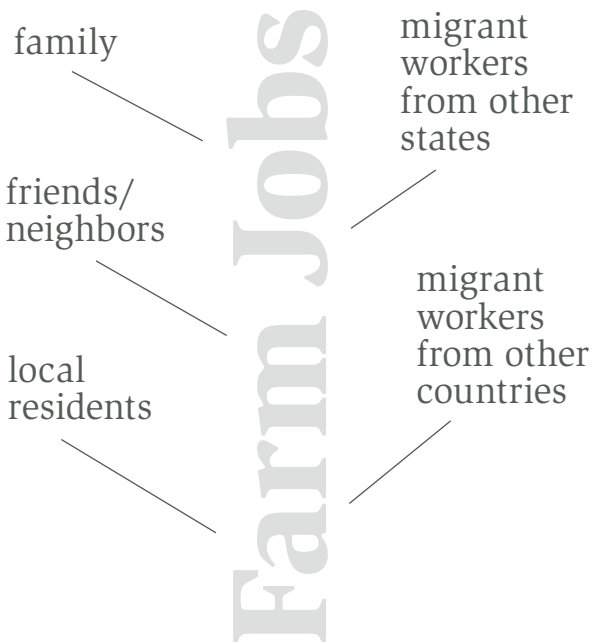 family
friends/
neighbors
local
residents
Farm Jobs
migrant
workers
from other
states
migrant
workers
from other
countries